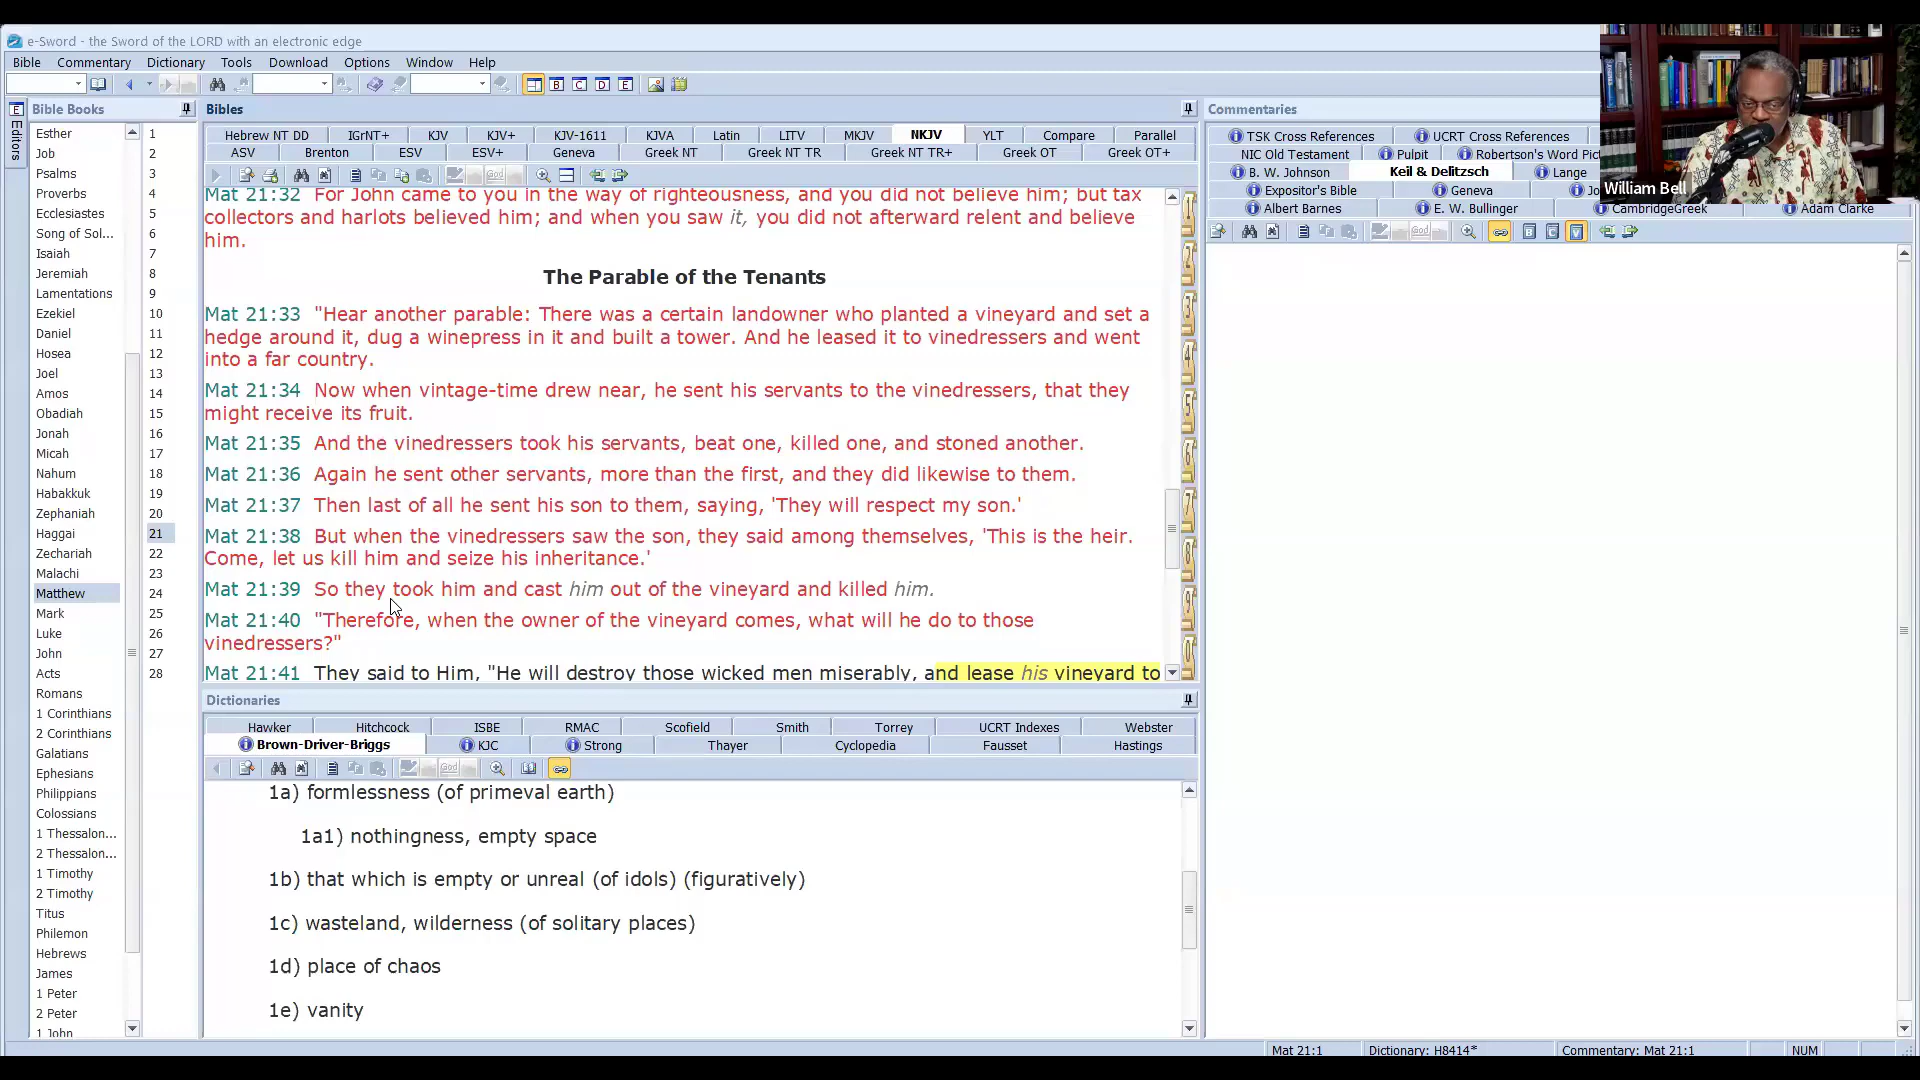 e-Sword - the Sword of the LORD with an electronic edge
Bible Commentary Dictionary Tools Download Options Window Help
B C D E
Editors
Bible Books
Esther
Job
Psalms
Proverbs
Ecclesiastes
Song of Sol...
Isaiah
Jeremiah
Lamentations
Ezekiel
Daniel
Hosea
Joel
Amos
Obadiah
Jonah
Micah
Nahum
Habakkuk
Zephaniah
Haggai
Zechariah
Malachi
Matthew
Mark
Luke
John
Acts
Romans
1 Corinthians
2 Corinthians
Galatians
Ephesians
Philippians
Colossians
1 Thessalon...
2 Thessalon...
1 Timothy
2 Timothy
Titus
Philemon
Hebrews
James
1 Peter
2 Peter
1 John
1
2
3
4
5
6
7
8
9
10
11
12
13
14
15
16
17
18
19
20
21
22
23
24
25
26
27
28
Bibles
Hebrew NT DD IGrNT+ KJV KJV+ KJV-1611 KJVA Latin LITV MKJV NKJV YLT Compare Parallel
ASV Brenton ESV ESV+ Geneva Greek NT Greek NT TR Greek NT TR+ Greek OT Greek OT+
God
Mat 21:32 For John came to you in the way of righteousness, and you did not believe him; but tax
collectors and harlots believed him; and when you saw it, you did not afterward relent and believe
him.
The Parable of the Tenants
Mat 21:33 "Hear another parable: There was a certain landowner who planted a vineyard and set a
hedge around it, dug a winepress in it and built a tower. And he leased it to vinedressers and went
into a far country.
Mat 21:34 Now when vintage-time drew near, he sent his servants to the vinedressers, that they
might receive its fruit.
Mat 21:35 And the vinedressers took his servants, beat one, killed one, and stoned another.
Mat 21:36 Again he sent other servants, more than the first, and they did likewise to them.
Mat 21:37 Then last of all he sent his son to them, saying, 'They will respect my son.'
Mat 21:38 But when the vinedressers saw the son, they said among themselves, 'This is the heir.
Come, let us kill him and seize his inheritance.'
Mat 21:39 So they took him and cast him out of the vineyard and killed him.
Mat 21:40 "Therefore, when the owner of the vineyard comes, what will he do to those
vinedressers?"
Mat 21:41 They said to Him, "He will destroy those wicked men miserably, and lease his vineyard to
1
2
3
4
5
6
7
8
9
0
Dictionaries
Hawker Hitchcock ISBE RMAC Scofield Smith Torrey UCRT Indexes Webster
Brown-Driver-Briggs KJC Strong Thayer Cyclopedia Fausset Hastings
God
1a) formlessness (of primeval earth)
1a1) nothingness, empty space
1b) that which is empty or unreal (of idols) (figuratively)
1c) wasteland, wilderness (of solitary places)
1d) place of chaos
1e) vanity
Commentaries
TSK Cross References UCRT Cross References
NIC Old Testament Pulpit Robertson's Word Pic
B. W. Johnson Keil & Delitzsch Lange
Expositor's Bible Geneva Jo
Albert Barnes E. W. Bullinger CambridgeGreek Adam Clarke
God B C V
William Bell
Mat 21:1 Dictionary: H8414* Commentary: Mat 21:1 NUM